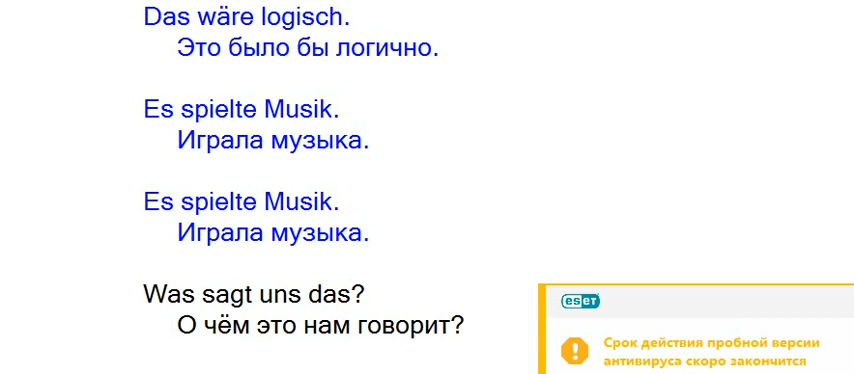 Das wäre logisch.
Это было бы логично.
Es spielte Musik.
Играла музыка.
Es spielte Musik.
Играла музыка.
Was sagt uns das?
О чём это нам говорит?
eseT
Срок действия пробной версии
антивируса скоро закончится